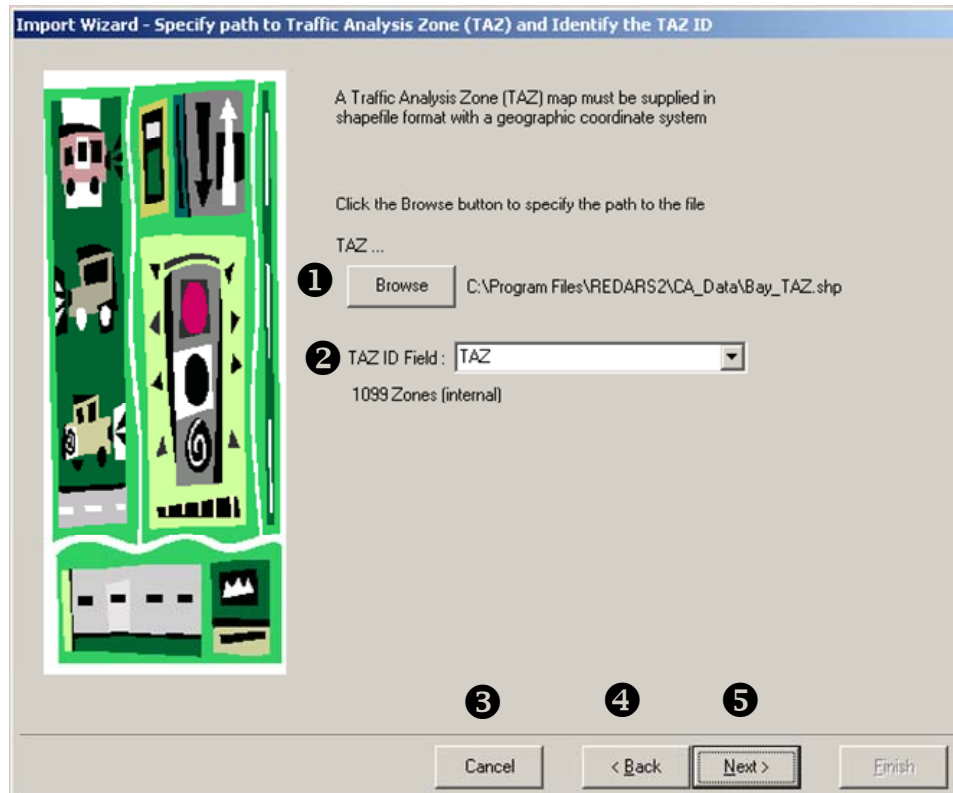 Import Wizard - Specify path to Traffic Analysis Zone (TAZ) and Identify the TAZ ID
A Traffic Analysis Zone (TAZ) map must be supplied in
shapefile format with a geographic coordinate system
Click the Browse button to specify the path to the file
TAZ ...
❶ Browse C:\Program Files\REDARS2\CA_Data\Bay_TAZ.shp
❷ TAZ ID Field : TAZ
1099 Zones (internal)
❸ ❹ ❺
Cancel < Back Next > Finish